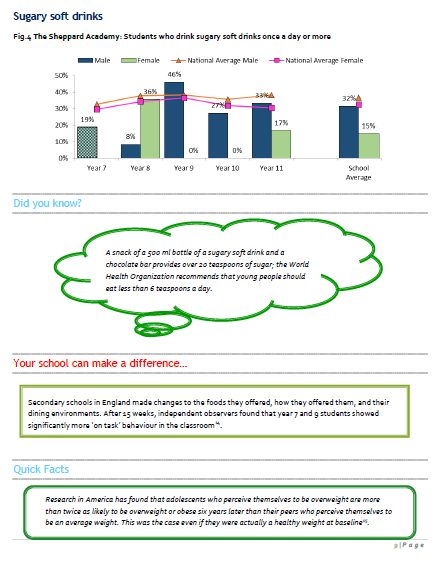 Sugary soft drinks
Fig.4 The Sheppard Academy: Students who drink sugary soft drinks once a day or more
Male Female National Average Male National Average Female
50%
40%
30%
20%
10%
0%
19%
8%
36%
46%
0%
27%
0%
33%
17%
32%
15%
Year 7 Year 8 Year 9 Year 10 Year 11 School
Average
Did you know?
A snack of a 500 ml bottle of a sugary soft drink and a
chocolate bar provides over 20 teaspoons of sugar; the World
Health Organization recommends that young people should
eat less than 6 teaspoons a day.
Your school can make a difference...
Secondary schools in England made changes to the foods they offered, how they offered them, and their
dining environments. After 15 weeks, independent observers found that year 7 and 9 students showed
significantly more 'on task' behaviour in the classroom
Quick Facts
Research in America has found that adolescents who perceive themselves to be overweight are more
than twice as likely to be overweight or obese six years later than their peers who perceive themselves to
be an average weight. This was the case even if they were actually a healthy weight at baseline
9 | Page